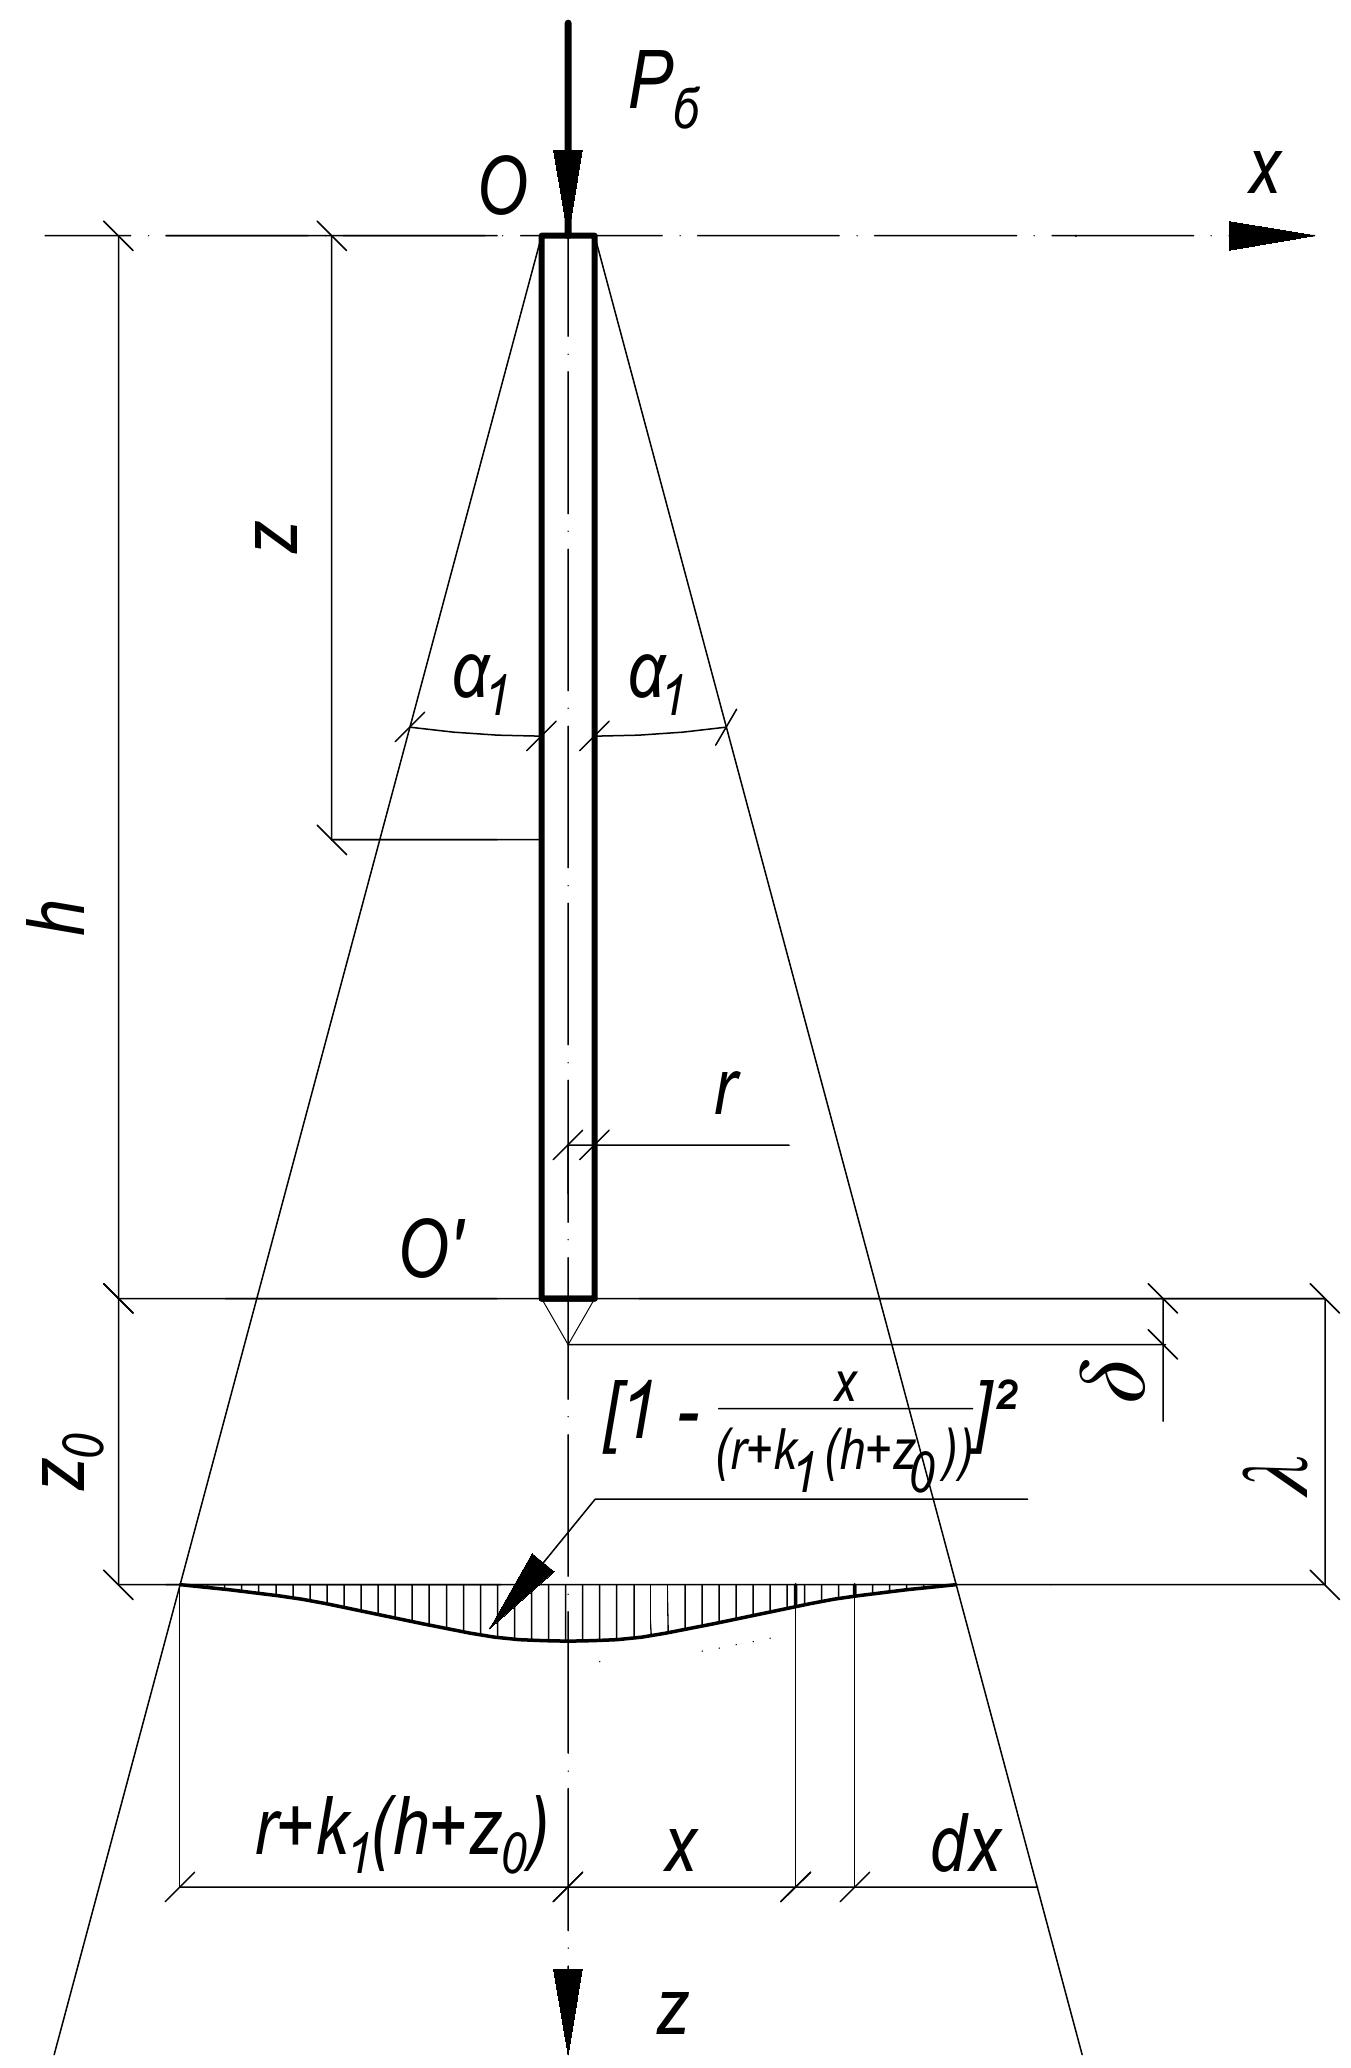 Pб
O
x
z
α₁
α₁
h
r
O'
δ
[1 - x/(r+k₁(h+z₀))]²
z₀
λ
r+k₁(h+z₀)
x
dx
z